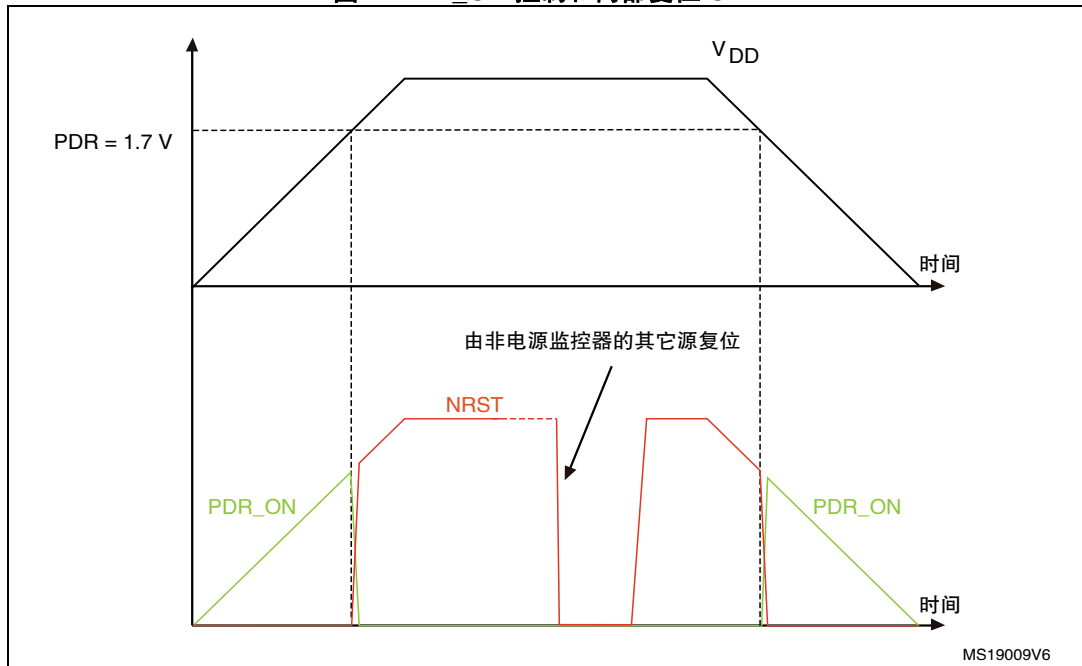 V DD
PDR = 1.7 V
时间
由非电源监控器的其它源复位
NRST
PDR_ON
PDR_ON
时间
MS19009V6